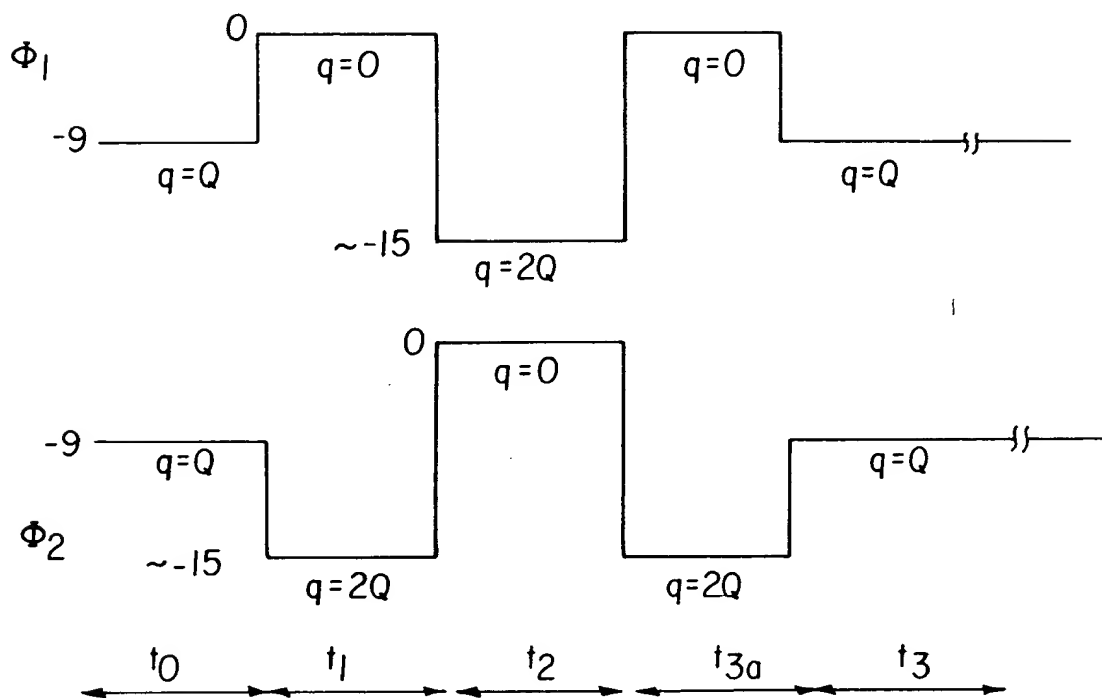 0
Φ1
q=0
q=0
-9
q=Q
q=Q
~-15
q=2Q
0
q=0
-9
q=Q
q=Q
Φ2
~-15
q=2Q
q=2Q
t0 t1 t2 t3a t3